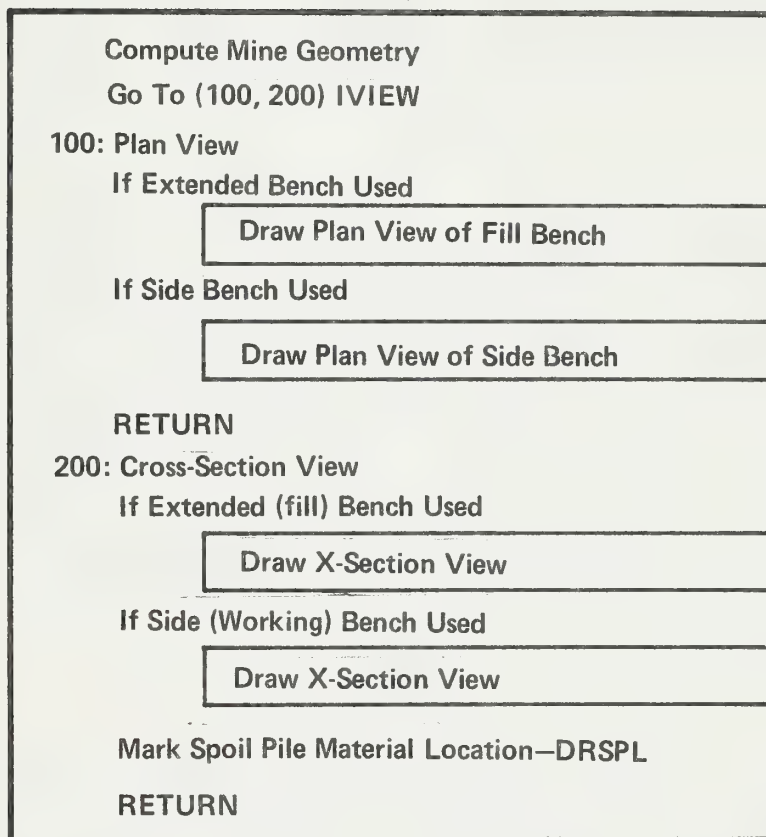 Compute Mine Geometry
Go To (100, 200) IVIEW
100: Plan View
If Extended Bench Used
Draw Plan View of Fill Bench
If Side Bench Used
Draw Plan View of Side Bench
RETURN
200: Cross-Section View
If Extended (fill) Bench Used
Draw X-Section View
If Side (Working) Bench Used
Draw X-Section View
Mark Spoil Pile Material Location—DRSPL
RETURN